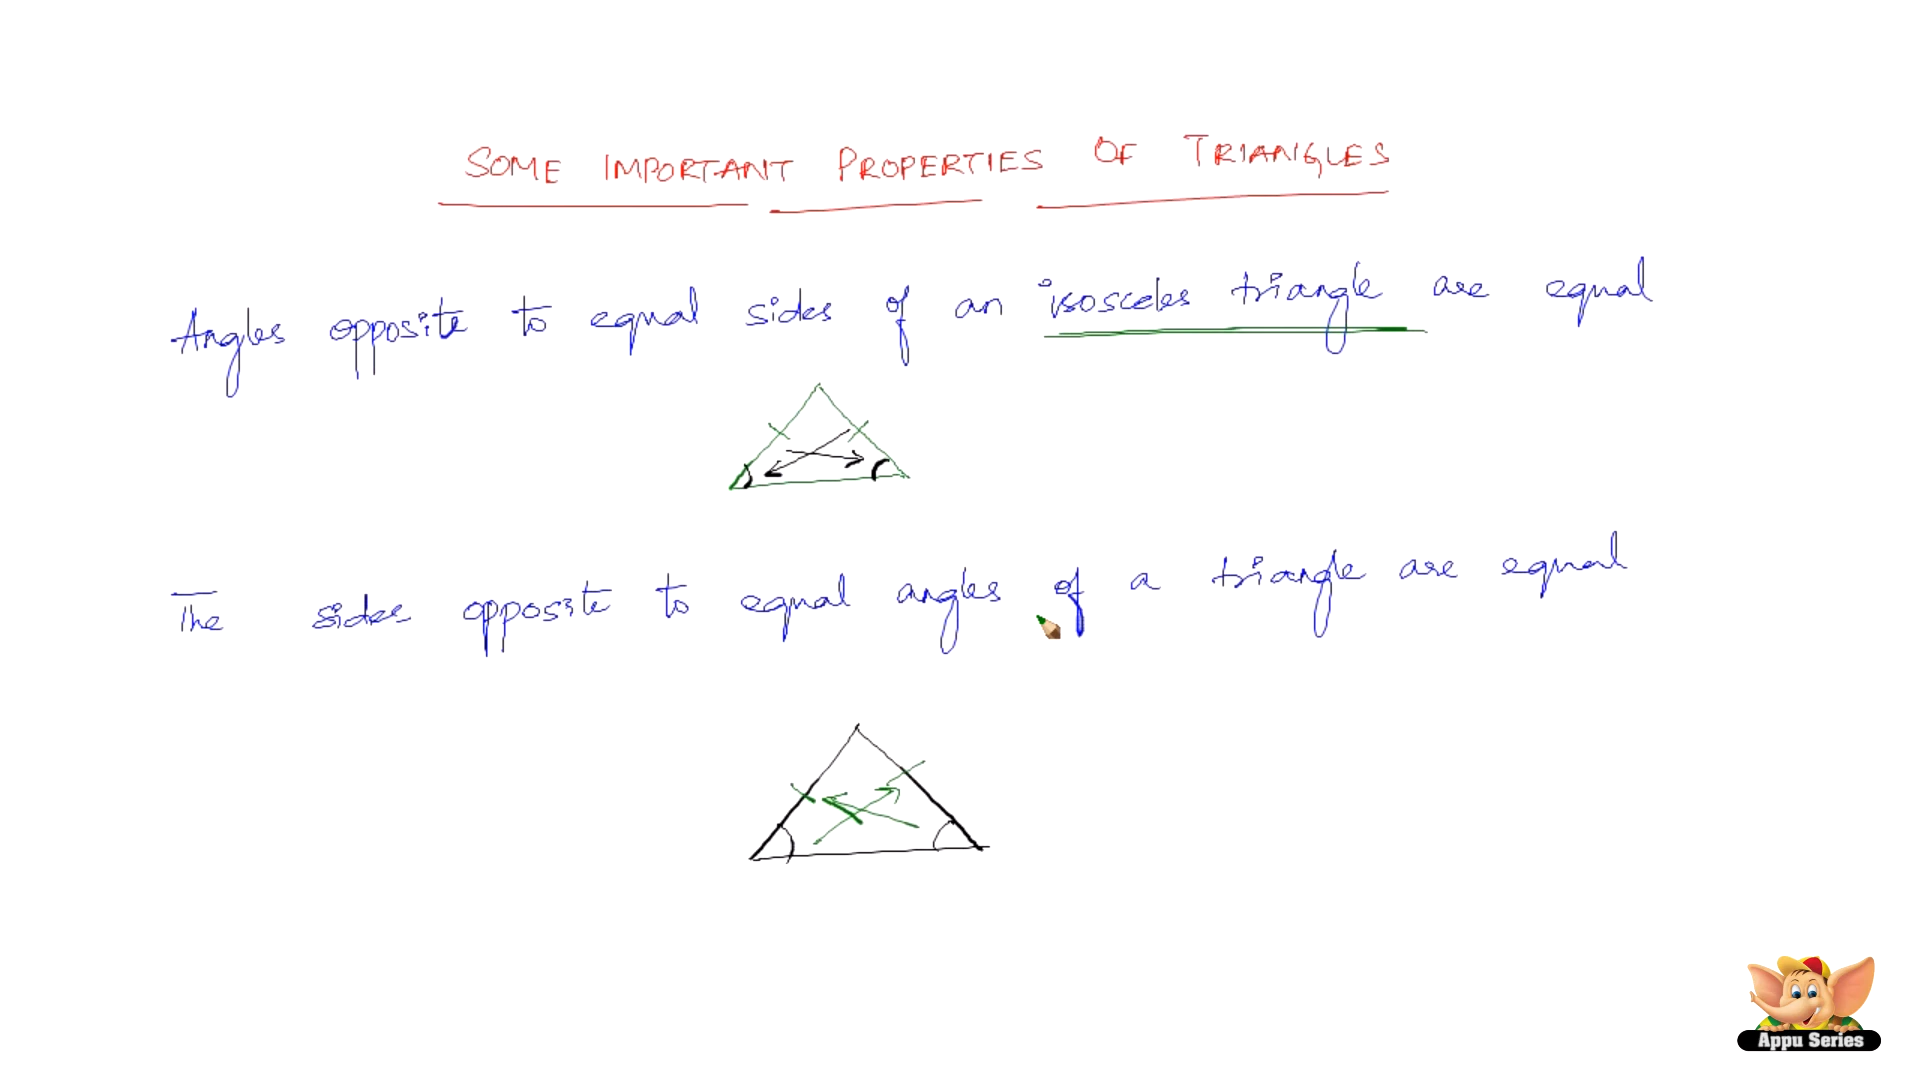 SOME IMPORTANT PROPERTIES OF TRIANGLES
Angles opposite to equal sides of an isosceles triangle are equal
The sides opposite to equal angles of a triangle are equal
Appu Series